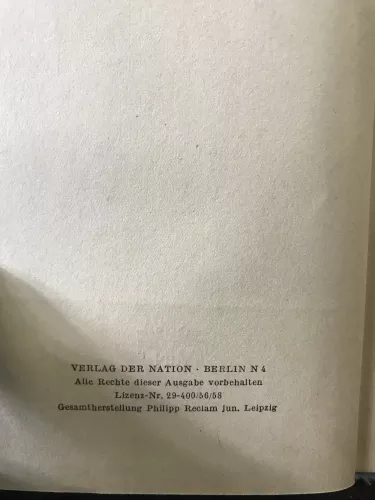 VERLAG DER NATION · BERLIN N 4
Alle Rechte dieser Ausgabe vorbehalten
Lizenz-Nr. 29-400/56/58
Gesamtherstellung Philipp Reclam jun. Leipzig